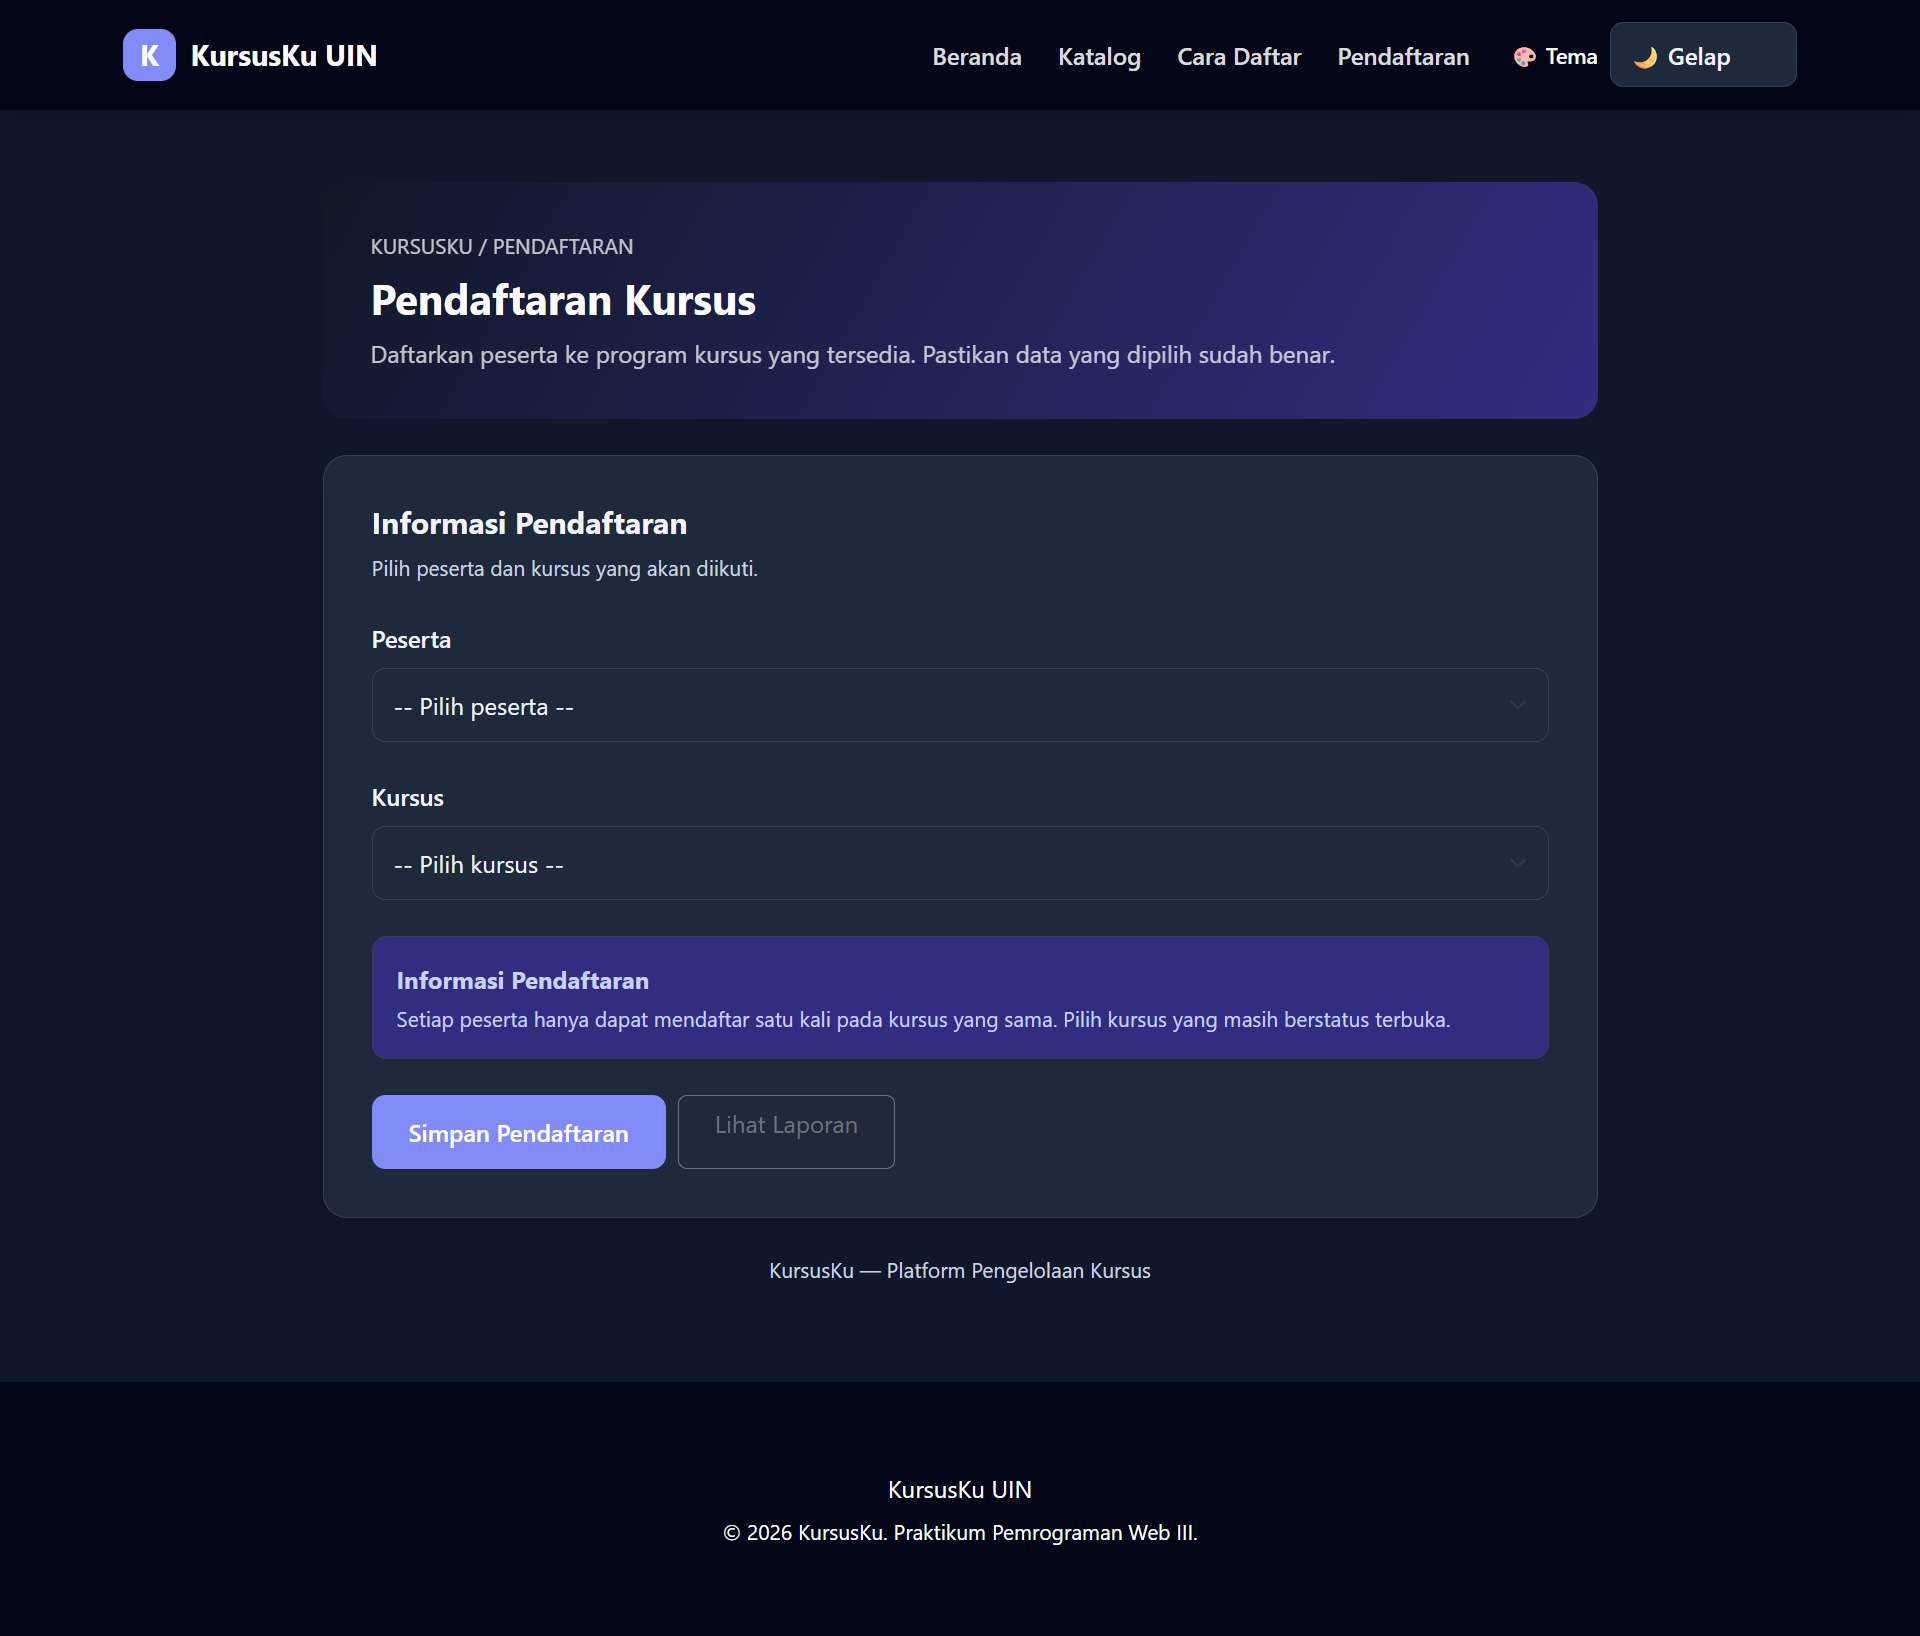 K KursusKu UIN
Beranda Katalog Cara Daftar Pendaftaran 🎨 Tema 🌙 Gelap
KURSUSKU / PENDAFTARAN
Pendaftaran Kursus
Daftarkan peserta ke program kursus yang tersedia. Pastikan data yang dipilih sudah benar.
Informasi Pendaftaran
Pilih peserta dan kursus yang akan diikuti.
Peserta
-- Pilih peserta --
Kursus
-- Pilih kursus --
Informasi Pendaftaran
Setiap peserta hanya dapat mendaftar satu kali pada kursus yang sama. Pilih kursus yang masih berstatus terbuka.
Simpan Pendaftaran Lihat Laporan
KursusKu — Platform Pengelolaan Kursus
KursusKu UIN
© 2026 KursusKu. Praktikum Pemrograman Web III.